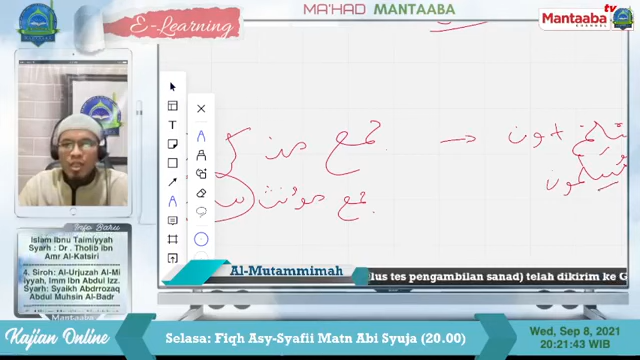 MA'HAD MANTAABA
E-Learning
Mantaaba tv
CHANNEL
جمع مذكر
جمع مؤنث
Info Baru
Islam Ibnu Taimiyyah
Syarh : Dr . Tholib ibn
Amr Al-Katsiri
4. Siroh: Al-Urjuzah Al-Mi
iyyah, Imm Ibn Abdul Izz.
Syarh: Syaikh Abdrrozaq
Abdul Muhsin Al-Badr
Al-Mutammimah
lus tes pengambilan sanad) telah dikirim ke G
Kajian Online
Selasa: Fiqh Asy-Syafii Matn Abi Syuja (20.00)
Wed, Sep 8, 2021
20:21:43 WIB